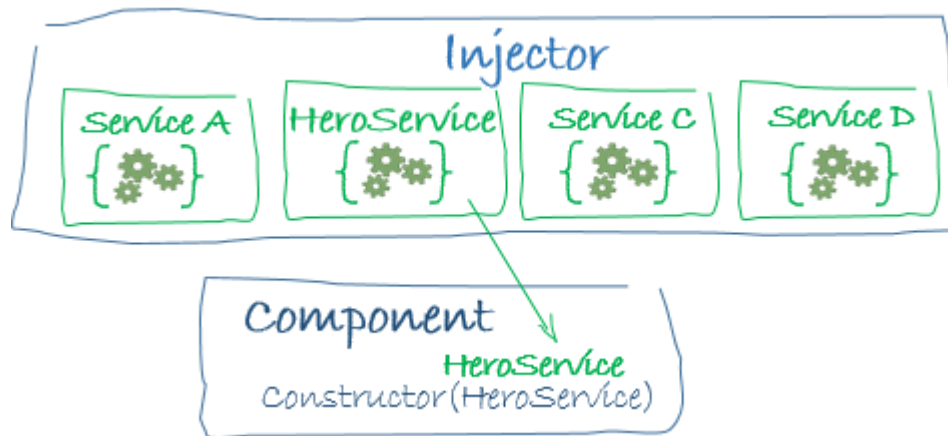 Injector
Service A
HeroService
Service C
Service D
Component
HeroService
Constructor(HeroService)